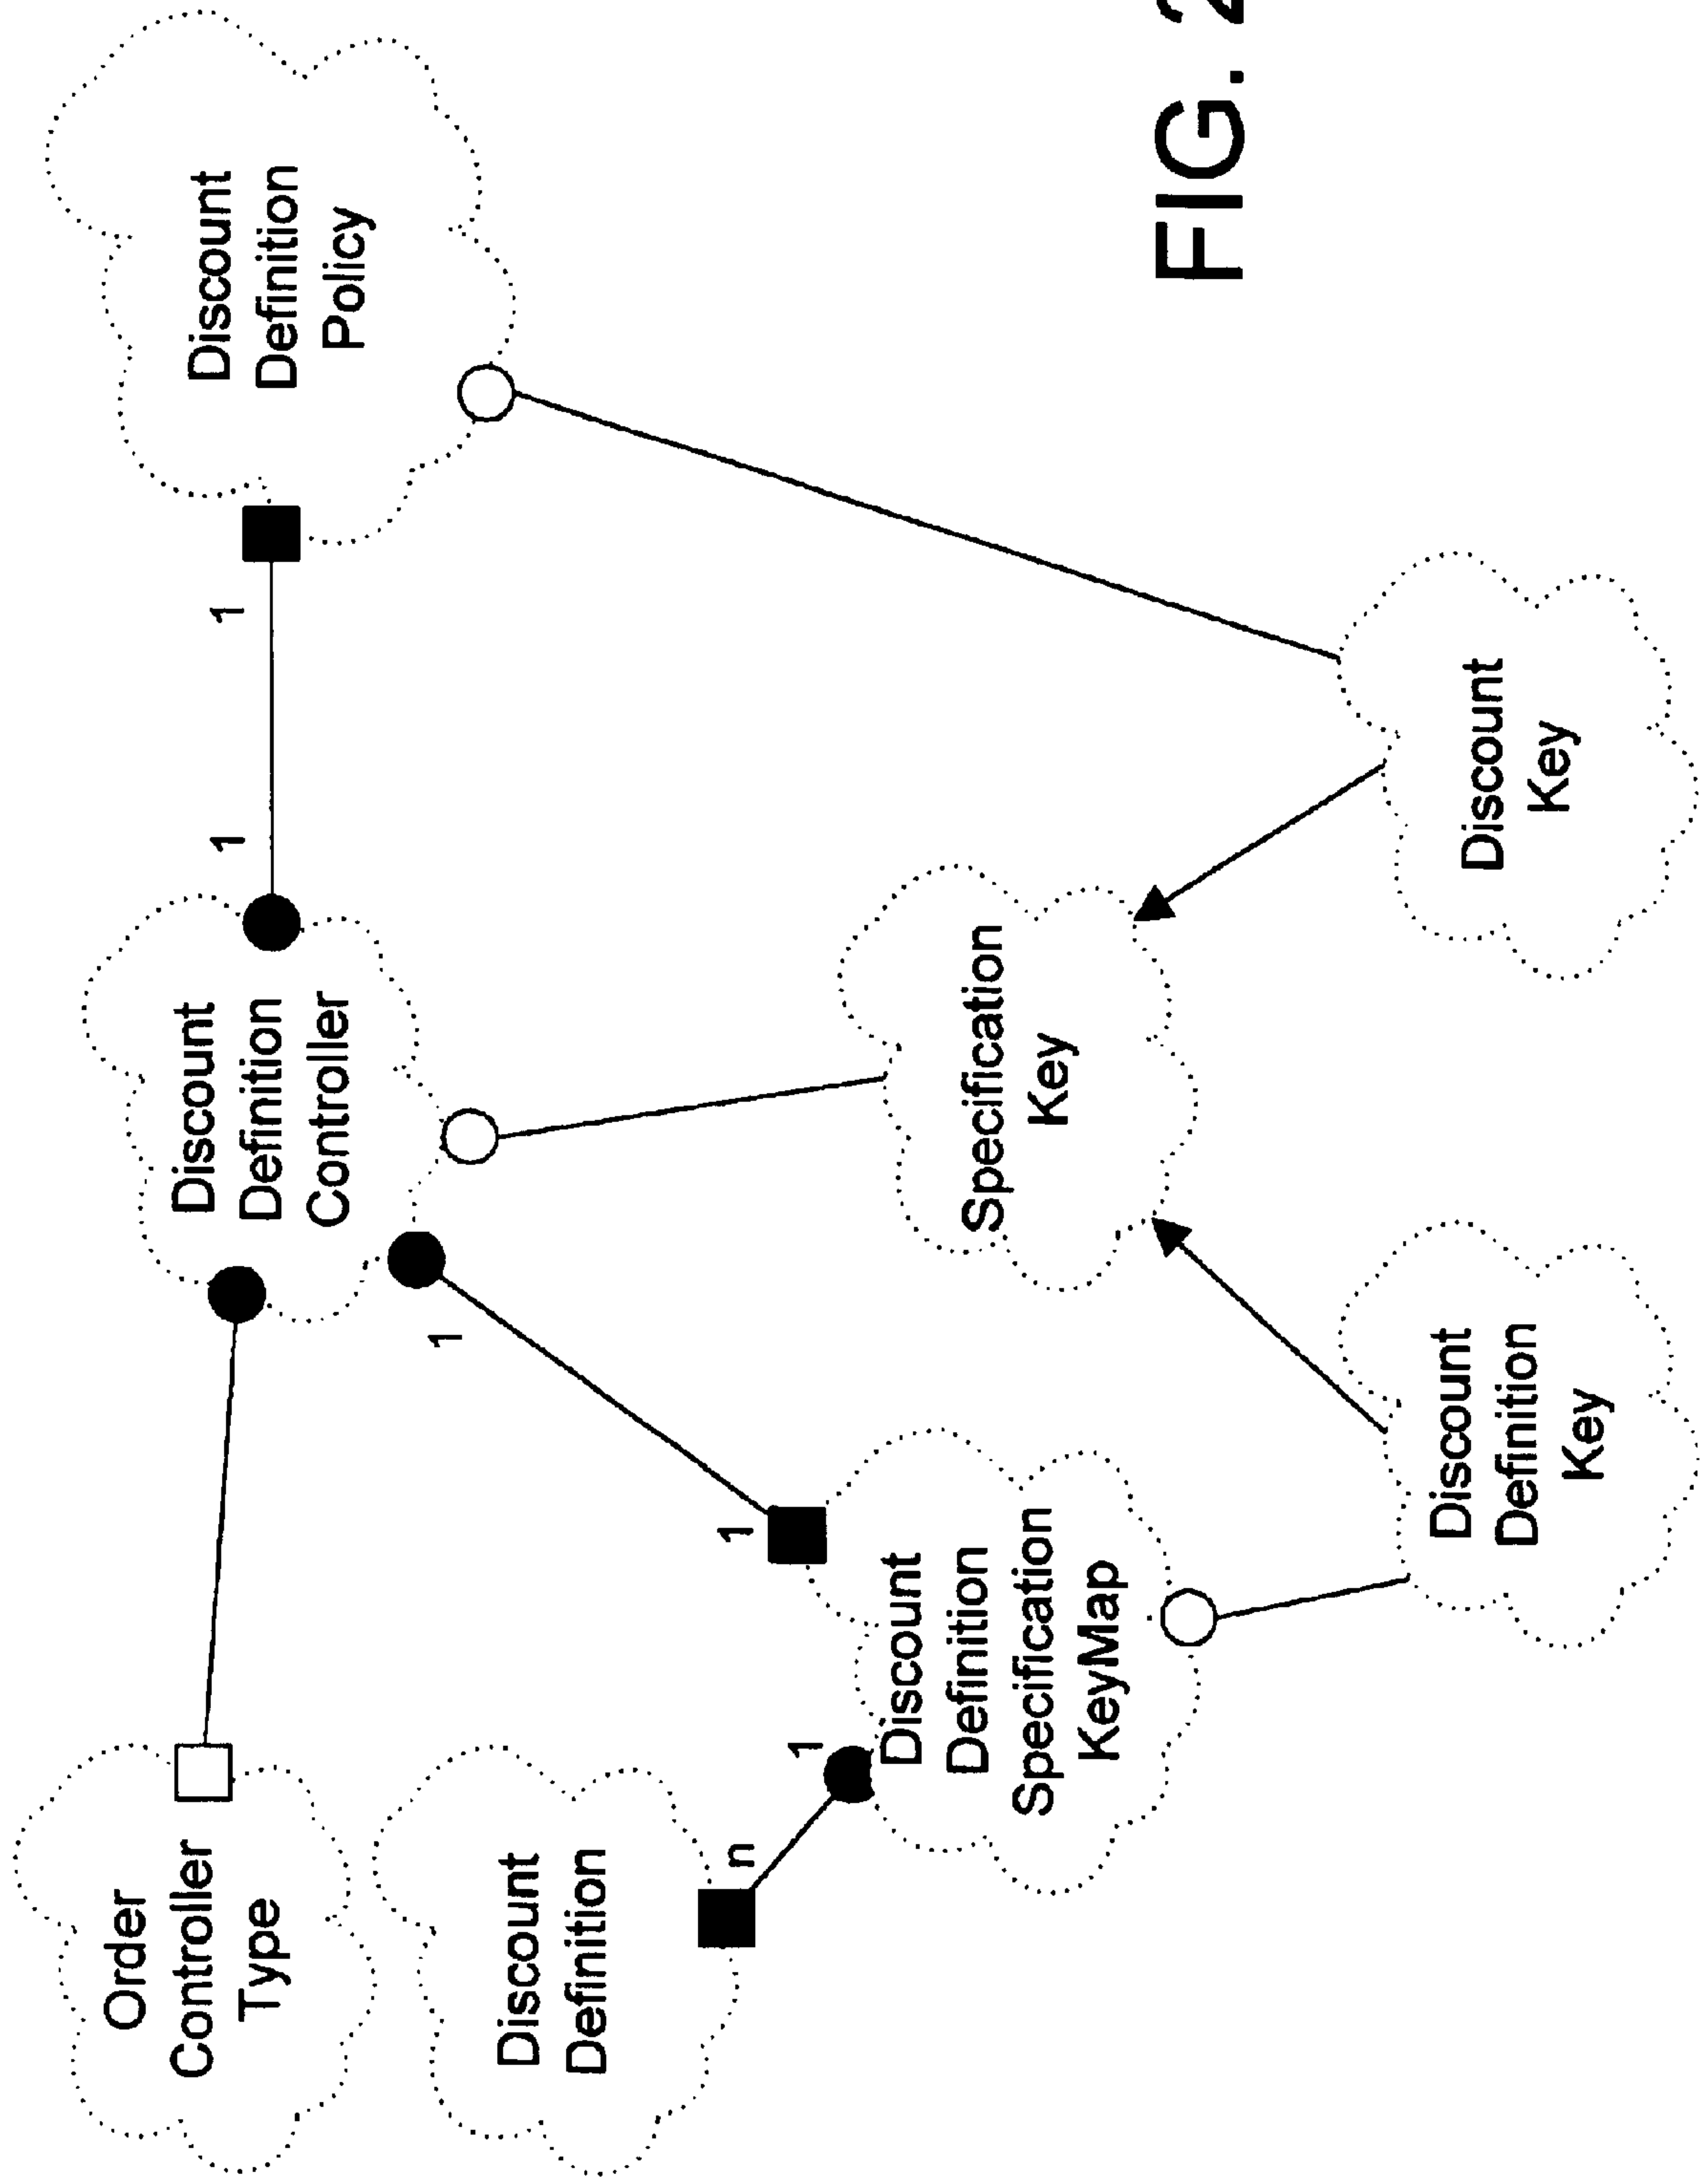 Order
Controller
Type
Discount
Definition
Controller
1
1
Discount
Definition
Policy
1
Discount
Definition
n
1
1
Discount
Definition
Specification
KeyMap
Specification
Key
Discount
Definition
Key
Discount
Key
FIG. 2